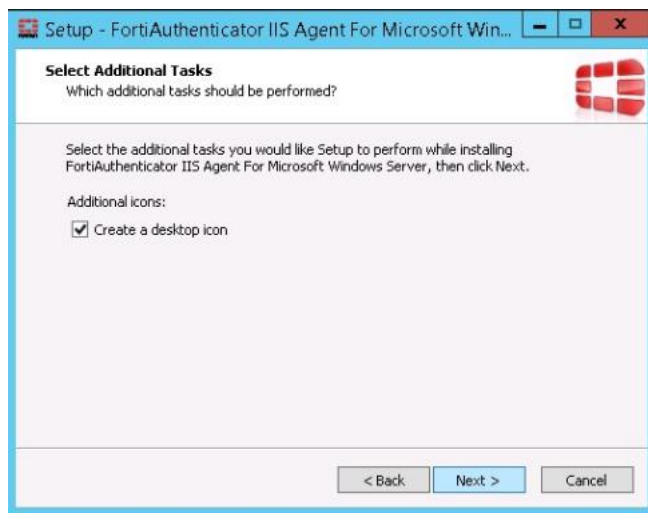 Setup - FortiAuthenticator IIS Agent For Microsoft Win...
Select Additional Tasks
Which additional tasks should be performed?
Select the additional tasks you would like Setup to perform while installing
FortiAuthenticator IIS Agent For Microsoft Windows Server, then click Next.
Additional icons:
Create a desktop icon
< Back Next > Cancel